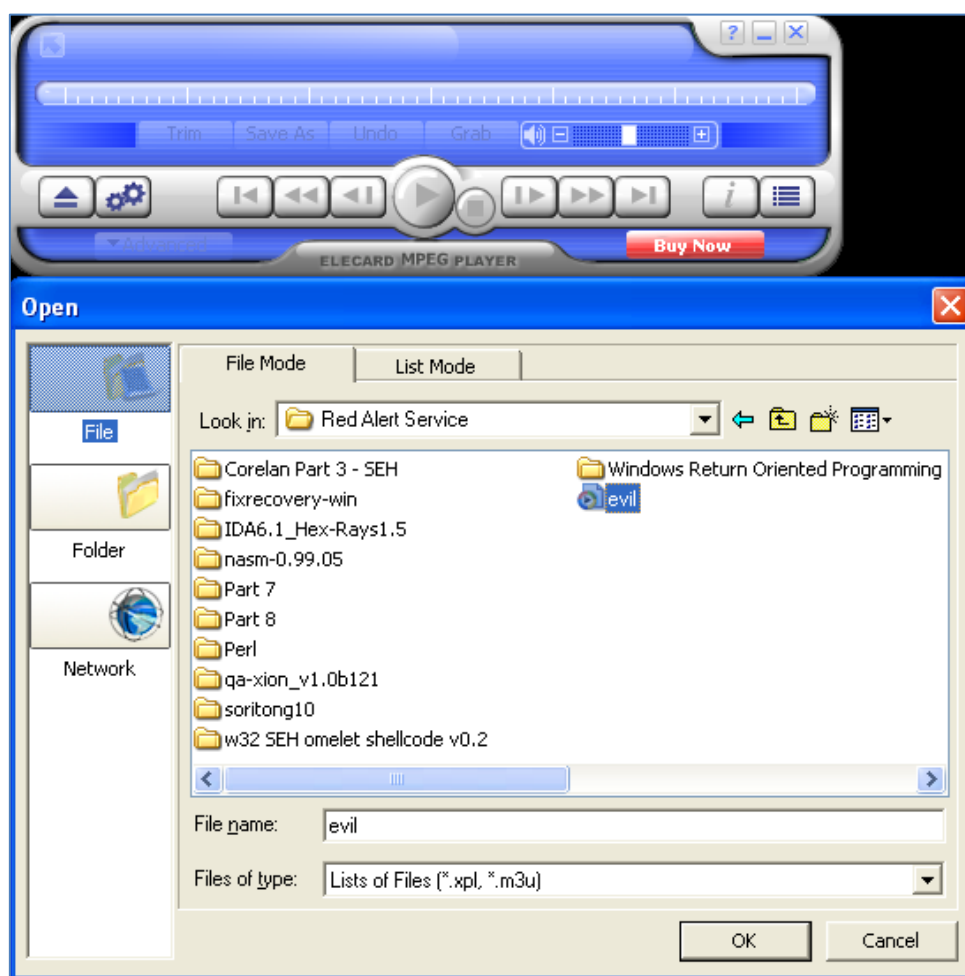 ?
Trim Save As Undo Grab
Advanced Buy Now
ELECARD MPEG PLAYER
Open
File Mode List Mode
Look in: Red Alert Service
File
Folder
Network
Corelan Part 3 - SEH
fixrecovery-win
IDA6.1_Hex-Rays1.5
nasm-0.99.05
Part 7
Part 8
Perl
qa-xion_v1.0b121
soritong10
w32 SEH omelet shellcode v0.2
Windows Return Oriented Programming
evil
File name: evil
Files of type: Lists of Files (*.xpl, *.m3u)
OK Cancel